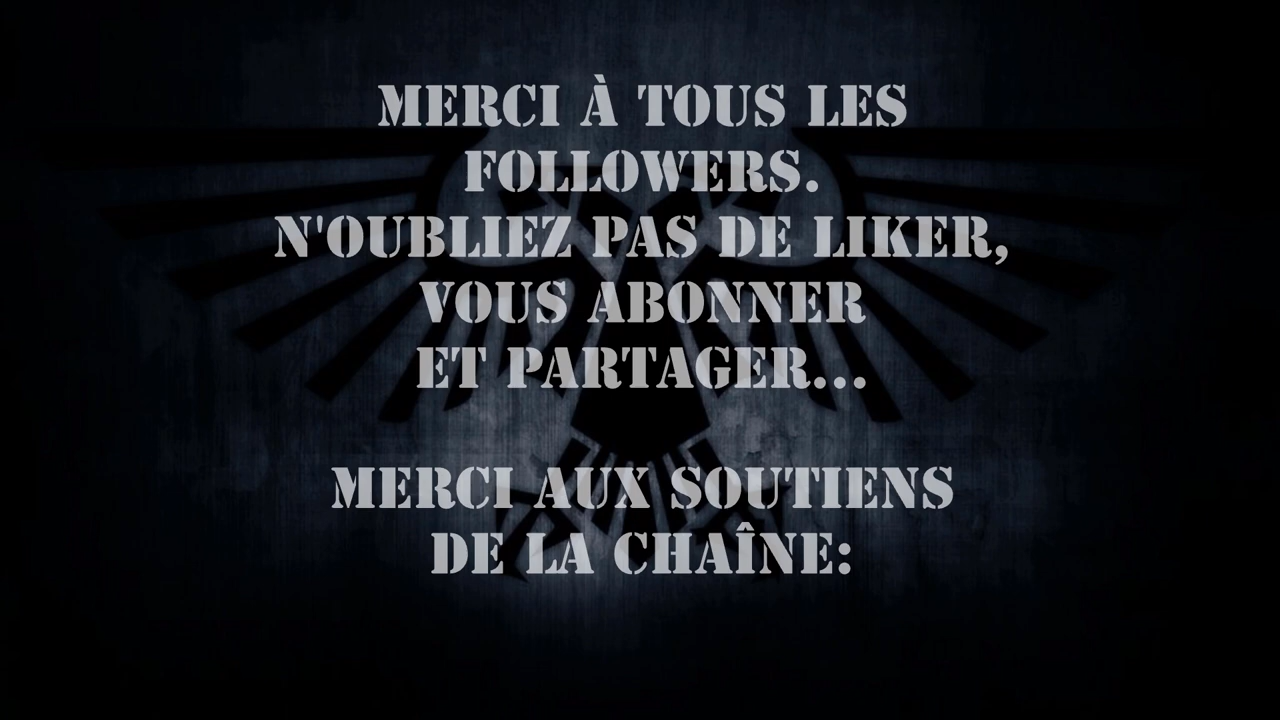 MERCI À TOUS LES
FOLLOWERS.
N'OUBLIEZ PAS DE LIKER,
VOUS ABONNER
ET PARTAGER...
MERCI AUX SOUTIENS
DE LA CHAÎNE: